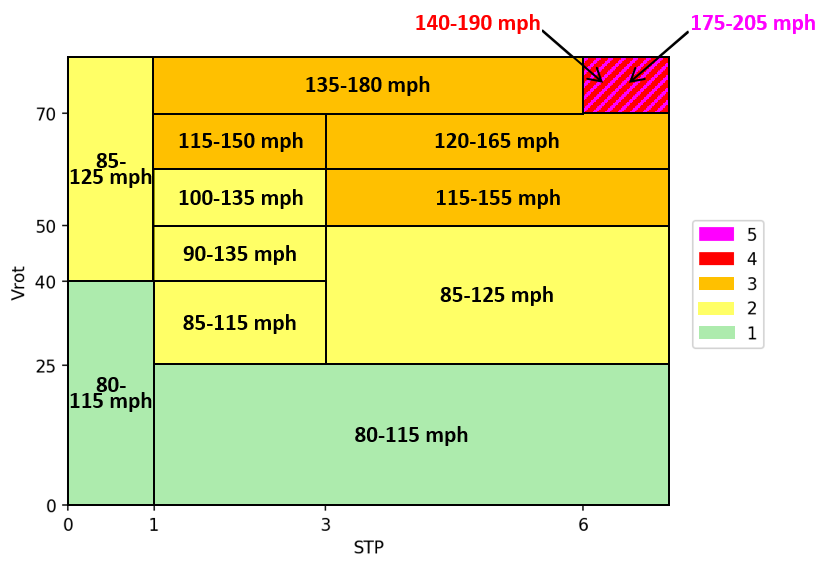 140-190 mph
175-205 mph
135-180 mph
70
115-150 mph
120-165 mph
85-
125 mph
100-135 mph
115-155 mph
50
90-135 mph
40
Vrot
85-125 mph
85-115 mph
25
80-
115 mph
80-115 mph
0
0
1
3
6
STP
5
4
3
2
1